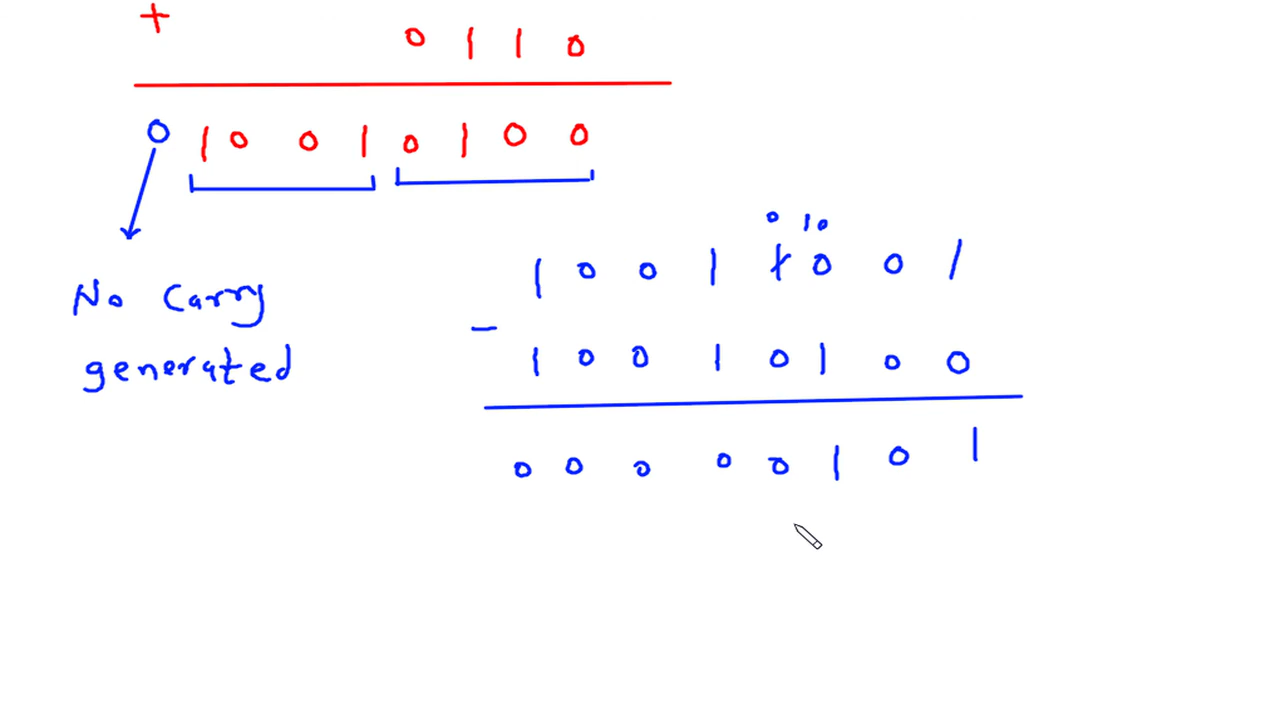 + 0 1 1 0
0 1 0 0 1 0 1 0 0
No Carry
generated
0 10
1 0 0 1 1 0 0 1
- 1 0 0 1 0 1 0 0
0 0 0 0 0 1 0 1